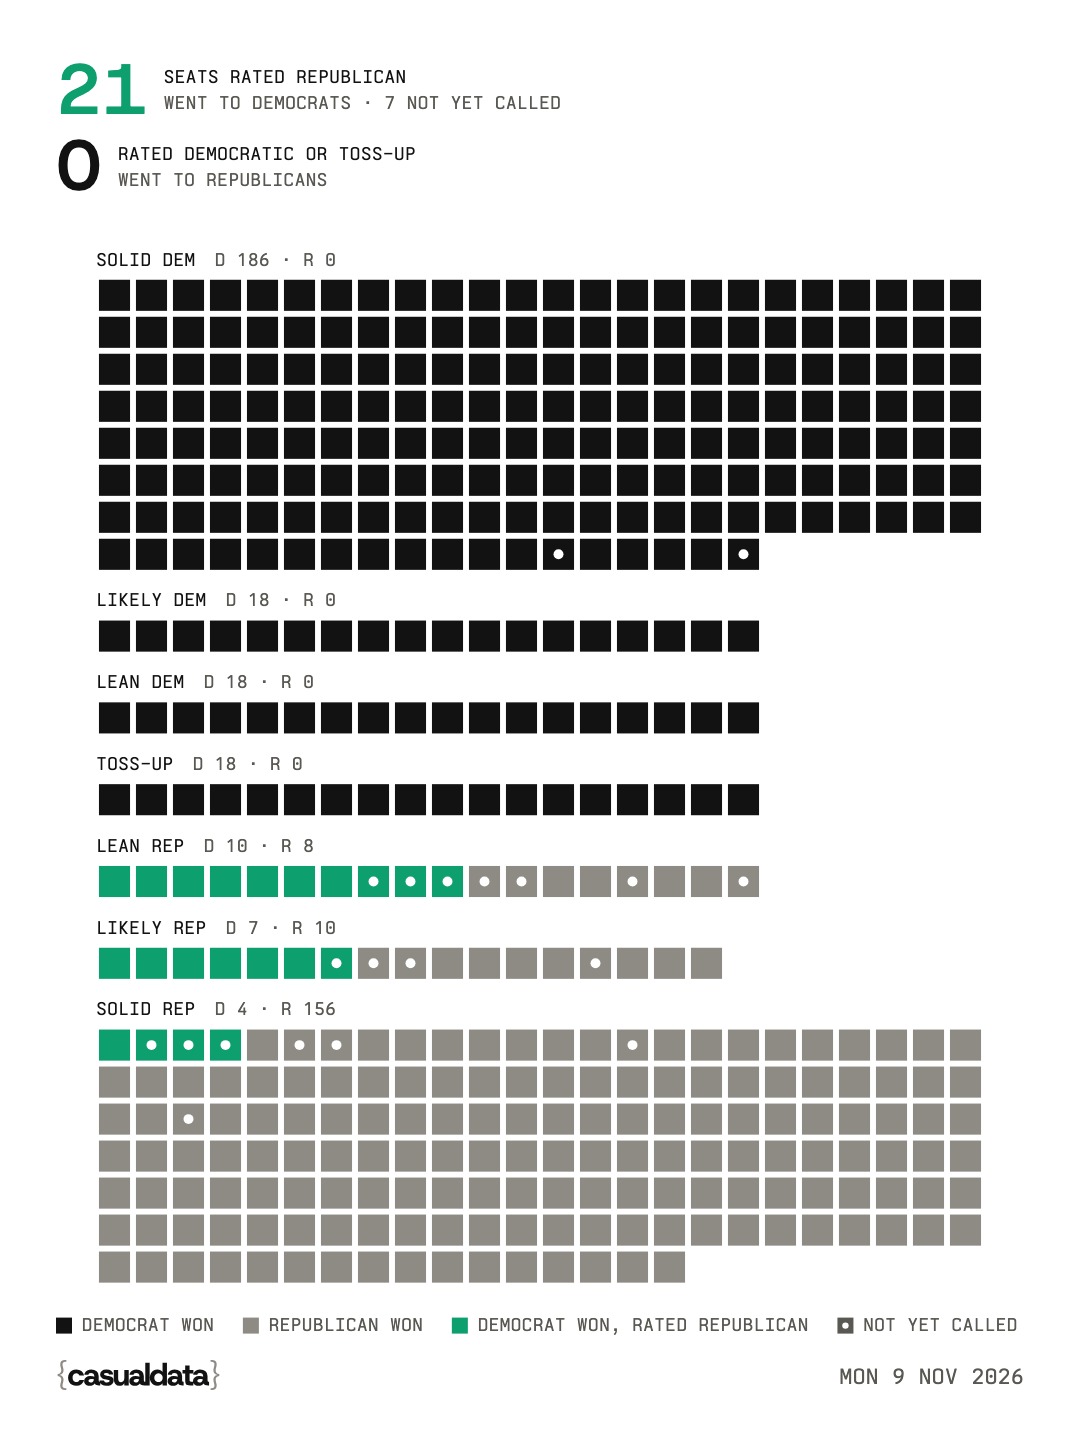 21
SEATS RATED REPUBLICAN
WENT TO DEMOCRATS · 7 NOT YET CALLED
0
RATED DEMOCRATIC OR TOSS-UP
WENT TO REPUBLICANS
SOLID DEM D 186 · R 0
LIKELY DEM D 18 · R 0
LEAN DEM D 18 · R 0
TOSS-UP D 18 · R 0
LEAN REP D 10 · R 8
LIKELY REP D 7 · R 10
SOLID REP D 4 · R 156
DEMOCRAT WON REPUBLICAN WON DEMOCRAT WON, RATED REPUBLICAN NOT YET CALLED
{casualdata} MON 9 NOV 2026